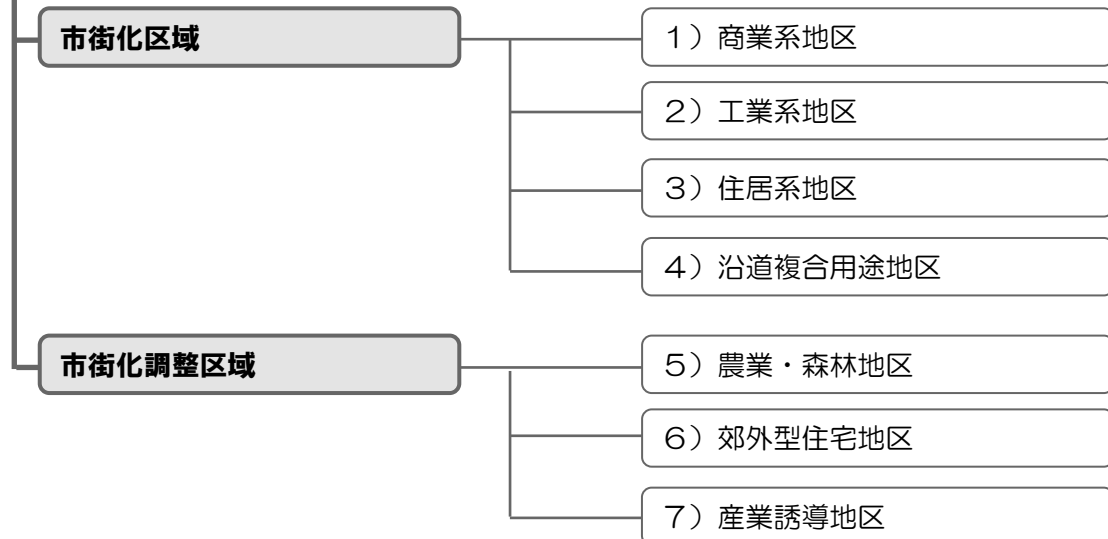 市街化区域
１）商業系地区
２）工業系地区
３）住居系地区
４）沿道複合用途地区
市街化調整区域
５）農業・森林地区
６）郊外型住宅地区
７）産業誘導地区